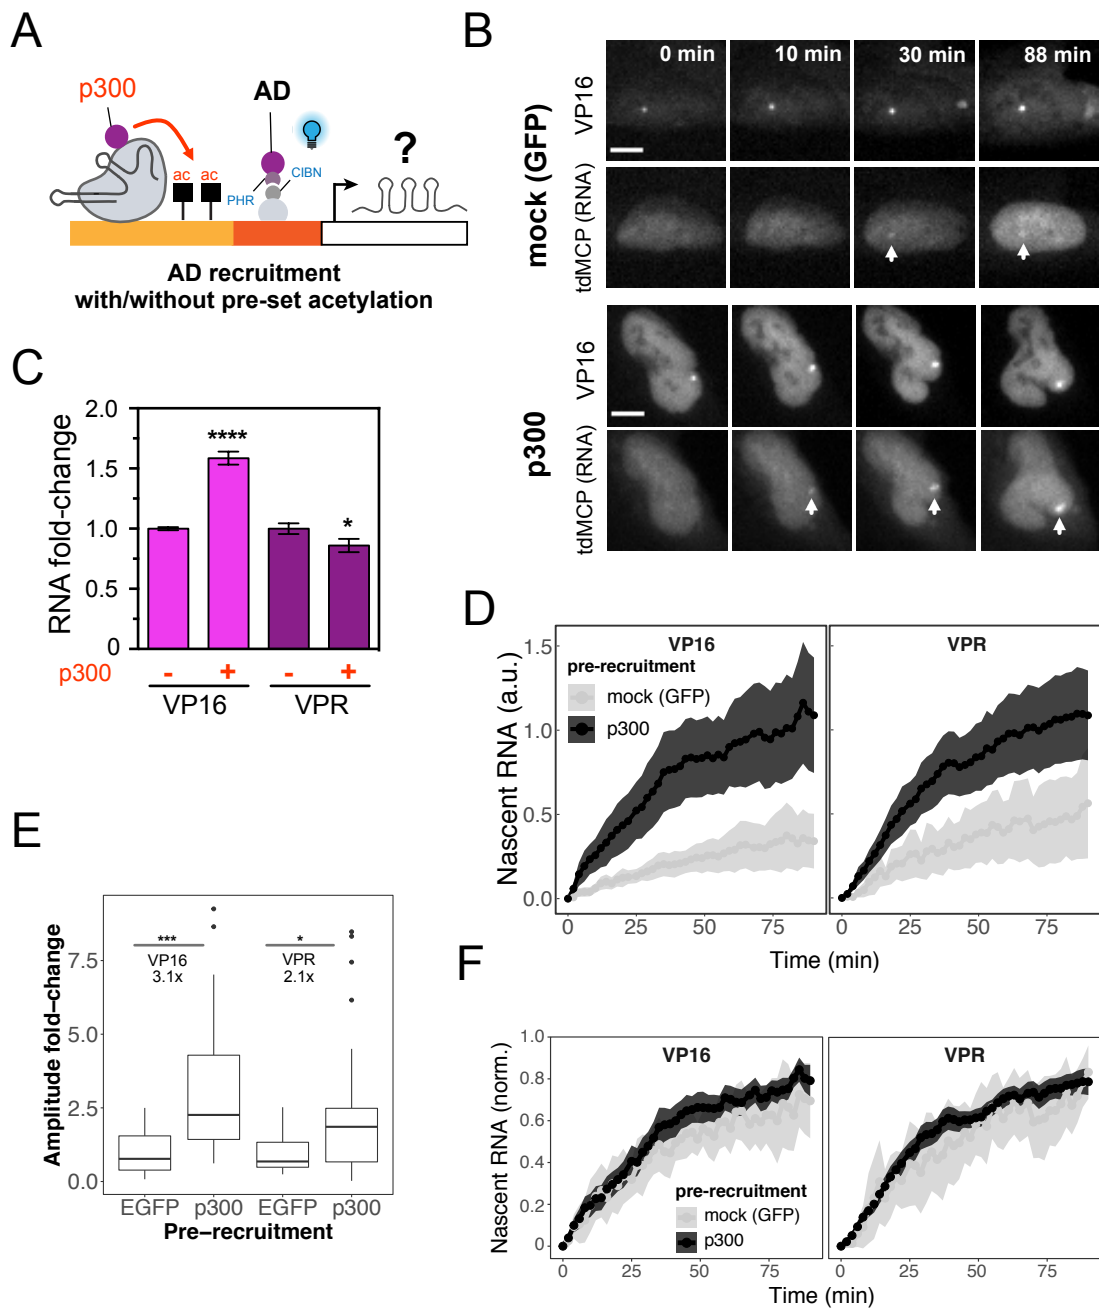 A
p300
AD
ac ac
PHR
CIBN
?
AD recruitment
with/without pre-set acetylation
B
mock (GFP)
VP16
0 min
10 min
30 min
88 min
tdMCP (RNA)
p300
VP16
tdMCP (RNA)
C
RNA fold-change
2.0
1.5
1.0
0.5
0
****
*
p300
- + - +
VP16
VPR
D
Nascent RNA (a.u.)
1.5
1.0
0.5
0.0
VP16
VPR
pre-recruitment
mock (GFP)
p300
0 25 50 75
0 25 50 75
Time (min)
E
Amplitude fold-change
7.5
5.0
2.5
0.0
***
VP16
3.1x
*
VPR
2.1x
EGFP p300 EGFP p300
Pre-recruitment
F
Nascent RNA (norm.)
1.0
0.8
0.6
0.4
0.2
0
VP16
VPR
pre-recruitment
mock (GFP)
p300
0 25 50 75
0 25 50 75
Time (min)